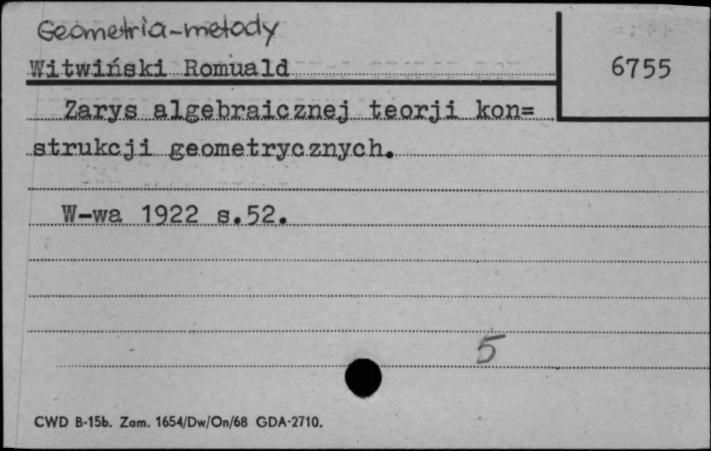 Geometria-metody
Witwiński Romuald
6755
Zarys algebraicznej teorji kon=
strukcji geometrycznych.
W-wa 1922 s.52.
5
CWD B-15b. Zam. 1654/Dw/On/68 GDA-2710.